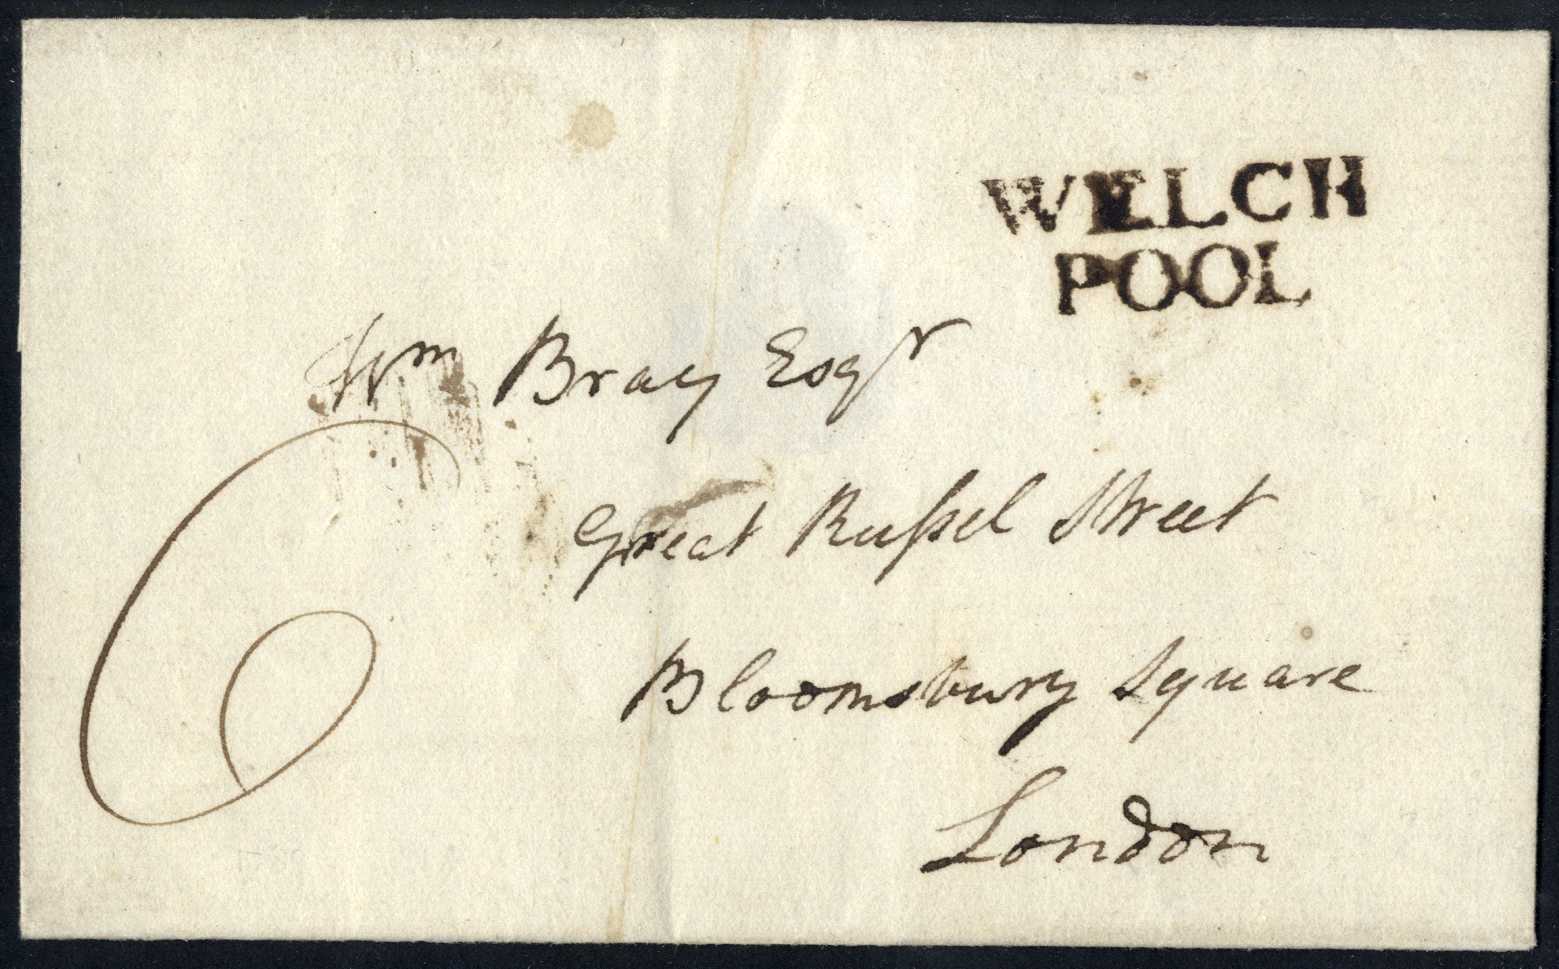 WELCH
POOL
Wm Bray Esqr
Great Ruſsel Street
Bloomsbury Square
London
6